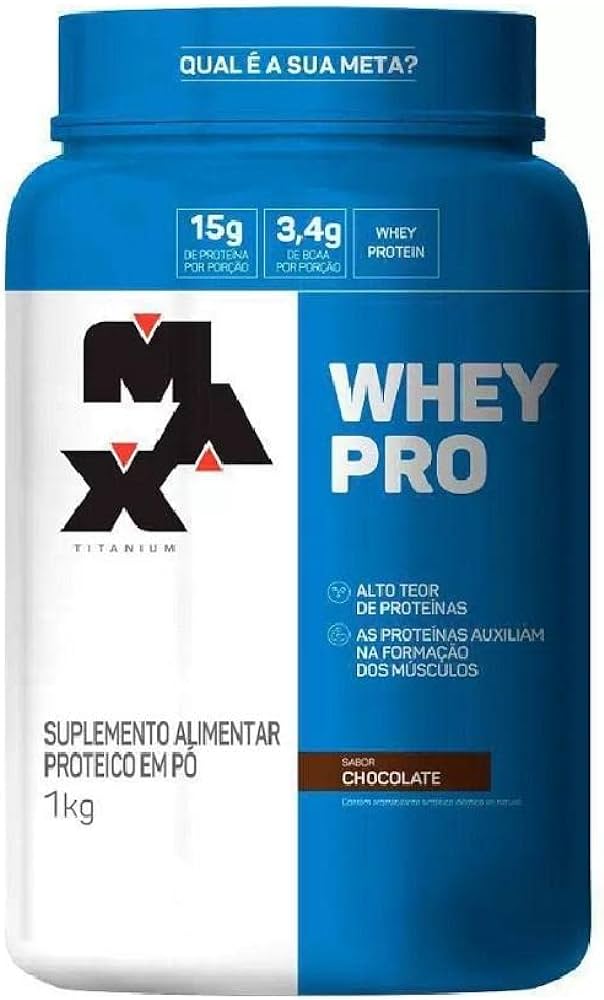 QUAL É A SUA META?
15g
DE PROTEÍNA
POR PORÇÃO
3,4g
DE BCAA
POR PORÇÃO
WHEY
PROTEIN
MAX
TITANIUM
WHEY
PRO
ALTO TEOR
DE PROTEÍNAS
AS PROTEÍNAS AUXILIAM
NA FORMAÇÃO
DOS MÚSCULOS
SUPLEMENTO ALIMENTAR
PROTEICO EM PÓ
1kg
SABOR
CHOCOLATE